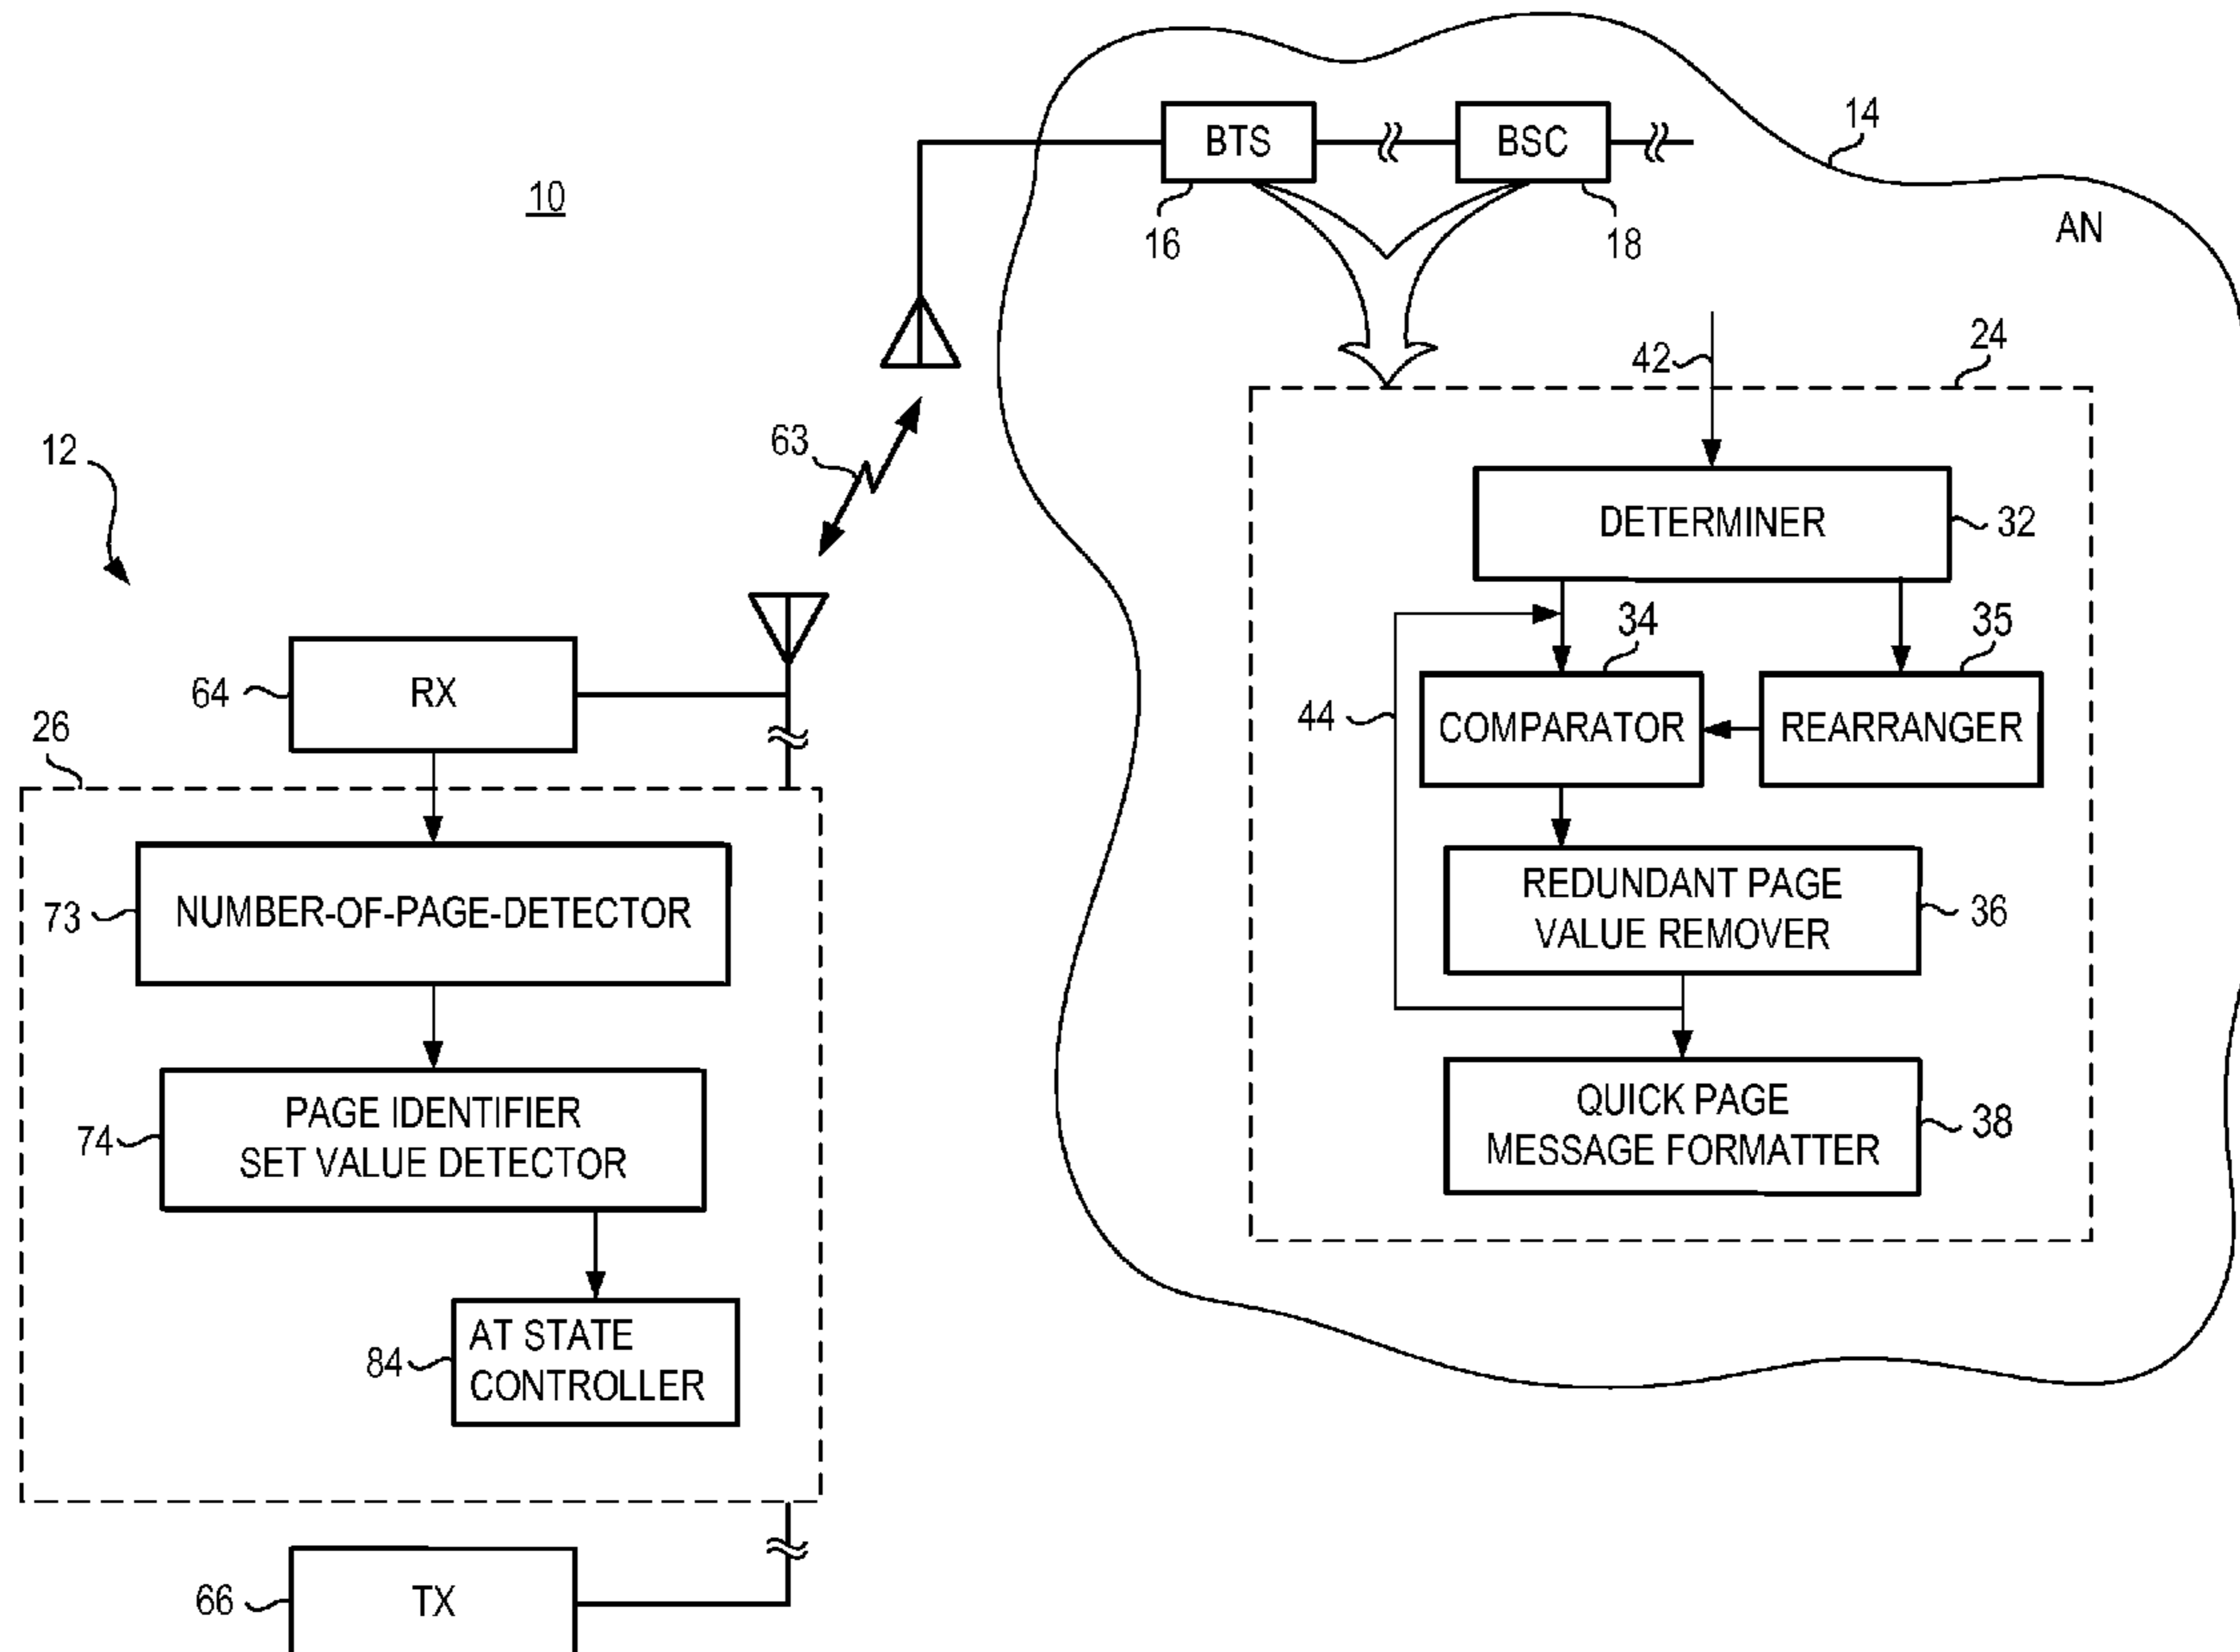 14
BTS
BSC
10
16
18
AN
24
42
63
12
DETERMINER
32
34
35
RX
64
44
COMPARATOR
REARRANGER
26
REDUNDANT PAGE
VALUE REMOVER
36
73
NUMBER-OF-PAGE-DETECTOR
QUICK PAGE
MESSAGE FORMATTER
38
PAGE IDENTIFIER
SET VALUE DETECTOR
74
AT STATE
CONTROLLER
84
TX
66